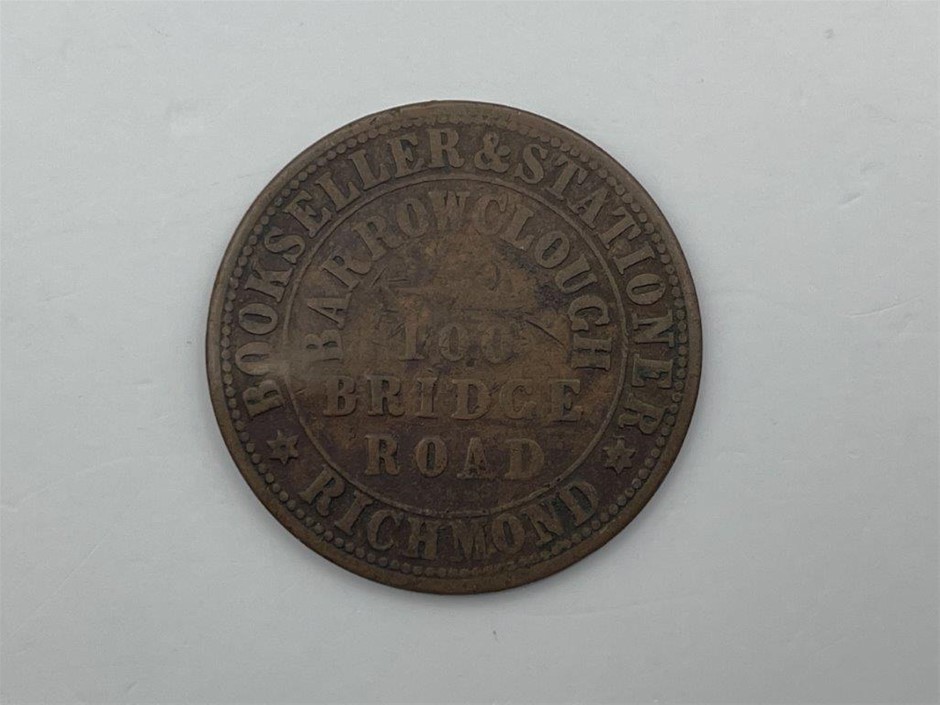 BOOKSELLER & STATIONER
RICHMOND
BARROWCLOUGH
100
BRIDGE
ROAD